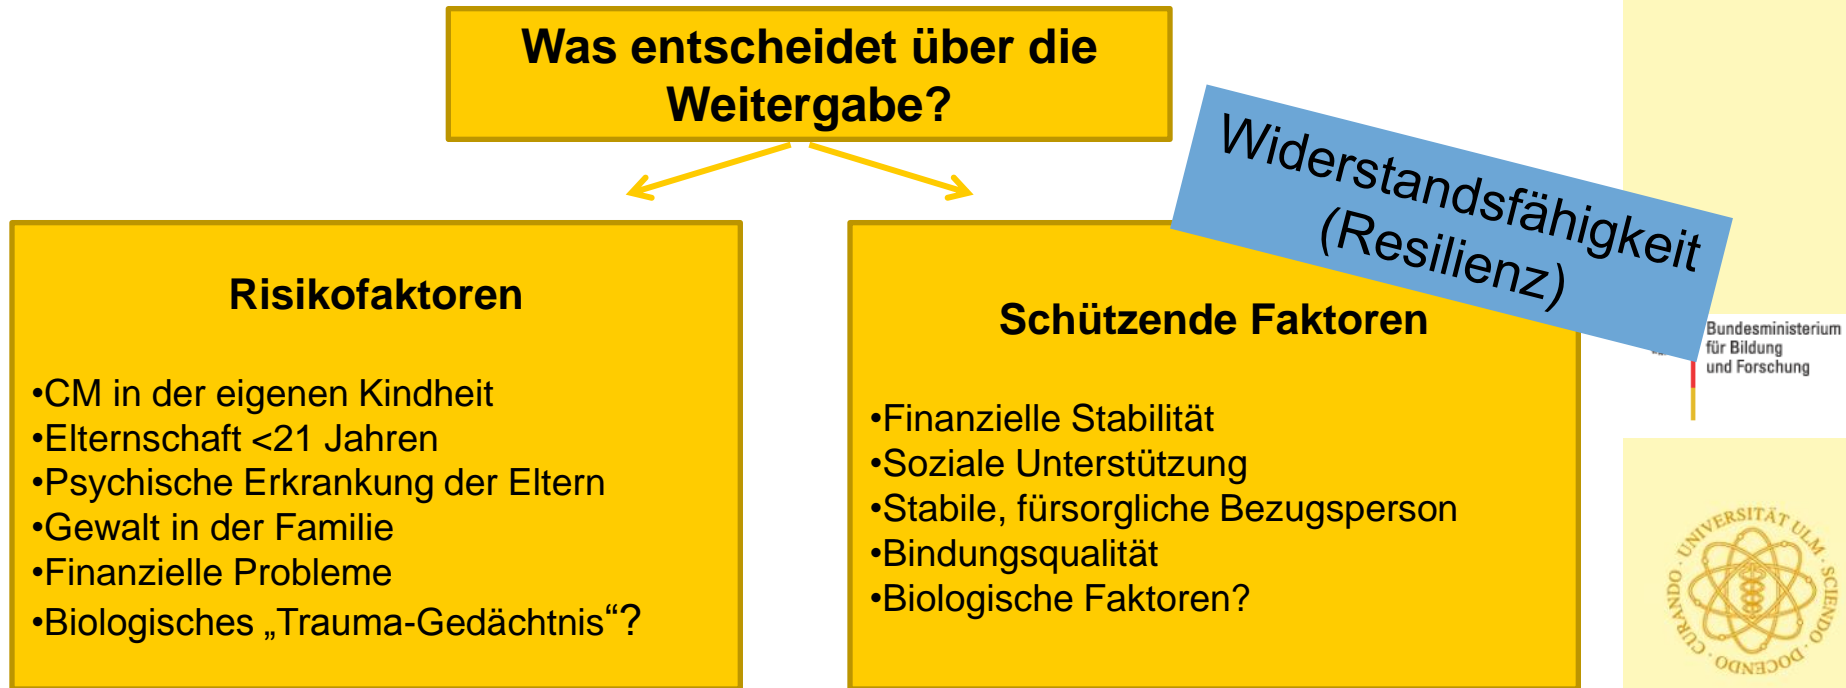 Was entscheidet über die
Weitergabe?
Widerstandsfähigkeit
(Resilienz)
Risikofaktoren
•CM in der eigenen Kindheit
•Elternschaft <21 Jahren
•Psychische Erkrankung der Eltern
•Gewalt in der Familie
•Finanzielle Probleme
•Biologisches „Trauma-Gedächtnis“?
Schützende Faktoren
•Finanzielle Stabilität
•Soziale Unterstützung
•Stabile, fürsorgliche Bezugsperson
•Bindungsqualität
•Biologische Faktoren?
Bundesministerium
für Bildung
und Forschung
UNIVERSITÄT ULM · SCIENDO · DOCENDO · CURANDO ·